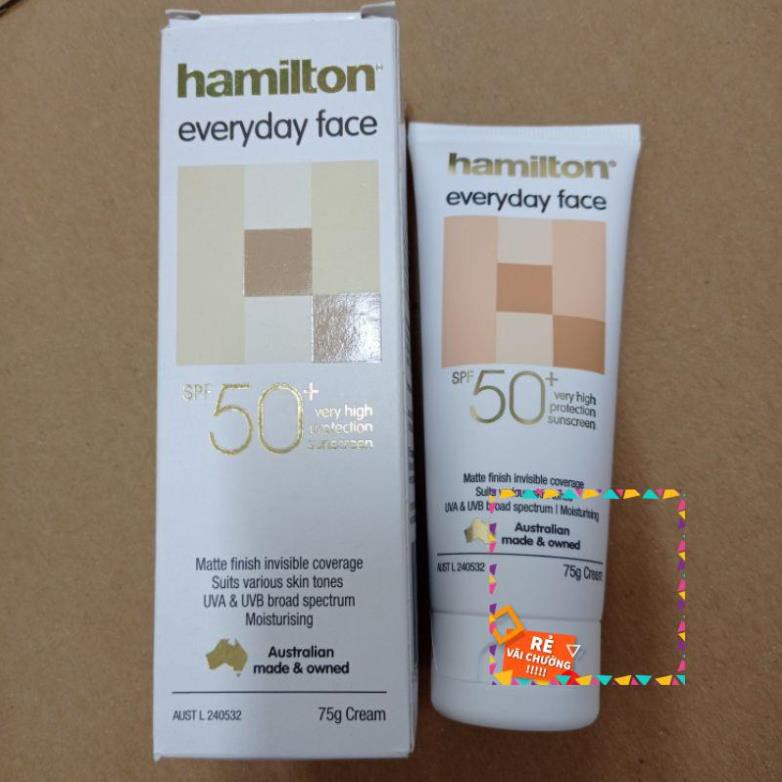 hamilton
everyday face
SPF 50+
very high
protection
sunscreen
Matte finish invisible coverage
Suits various skin tones
UVA & UVB broad spectrum
Moisturising
Australian
made & owned
AUST L 240532
75g Cream
hamilton®
everyday face
SPF 50+
very high
protection
sunscreen
Matte finish invisible coverage
Suits various
UVA & UVB broad spectrum | Moisturising
Australian
made & owned
AUST L 240532
75g Cream
RẺ
VÃI CHƯỞNG
!!!!!